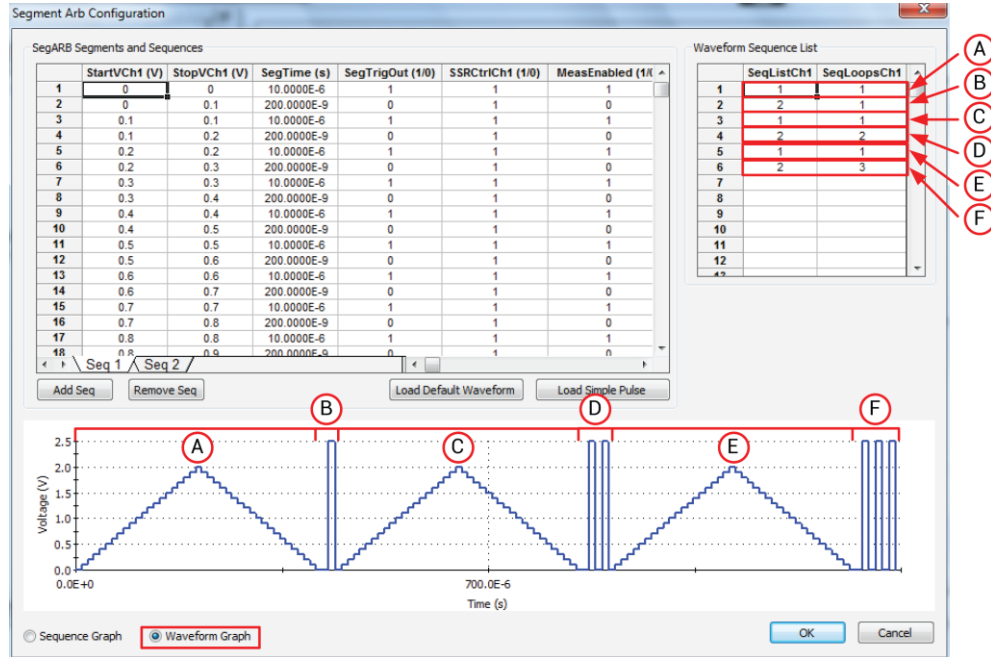 Segment Arb Configuration
SegARB Segments and Sequences
StartVCh1 (V) StopVCh1 (V) SegTime (s) SegTrigOut (1/0) SSRCtrlCh1 (1/0) MeasEnabled (1/(
1 0 0 10.0000E-6 1 1 1
2 0 0.1 200.0000E-9 0 1 0
3 0.1 0.1 10.0000E-6 1 1 1
4 0.1 0.2 200.0000E-9 0 1 0
5 0.2 0.2 10.0000E-6 1 1 1
6 0.2 0.3 200.0000E-9 0 1 0
7 0.3 0.3 10.0000E-6 1 1 1
8 0.3 0.4 200.0000E-9 0 1 0
9 0.4 0.4 10.0000E-6 1 1 1
10 0.4 0.5 200.0000E-9 0 1 0
11 0.5 0.5 10.0000E-6 1 1 1
12 0.5 0.6 200.0000E-9 0 1 0
13 0.6 0.6 10.0000E-6 1 1 1
14 0.6 0.7 200.0000E-9 0 1 0
15 0.7 0.7 10.0000E-6 1 1 1
16 0.7 0.8 200.0000E-9 0 1 0
17 0.8 0.8 10.0000E-6 1 1 1
18 0.8 0.9 200.0000E-9 0 1 0
Seq 1 Seq 2
Add Seq Remove Seq Load Default Waveform Load Simple Pulse
Waveform Sequence List
SeqListCh1 SeqLoopsCh1
1 1 1
2 2 1
3 1 1
4 2 2
5 1 1
6 2 3
7
8
9
10
11
12
13
A
B
C
D
E
F
B D F
A C E
2.5
2.0
1.5
1.0
0.5
0.0
Voltage (V)
0.0E+0 700.0E-6
Time (s)
Sequence Graph Waveform Graph OK Cancel